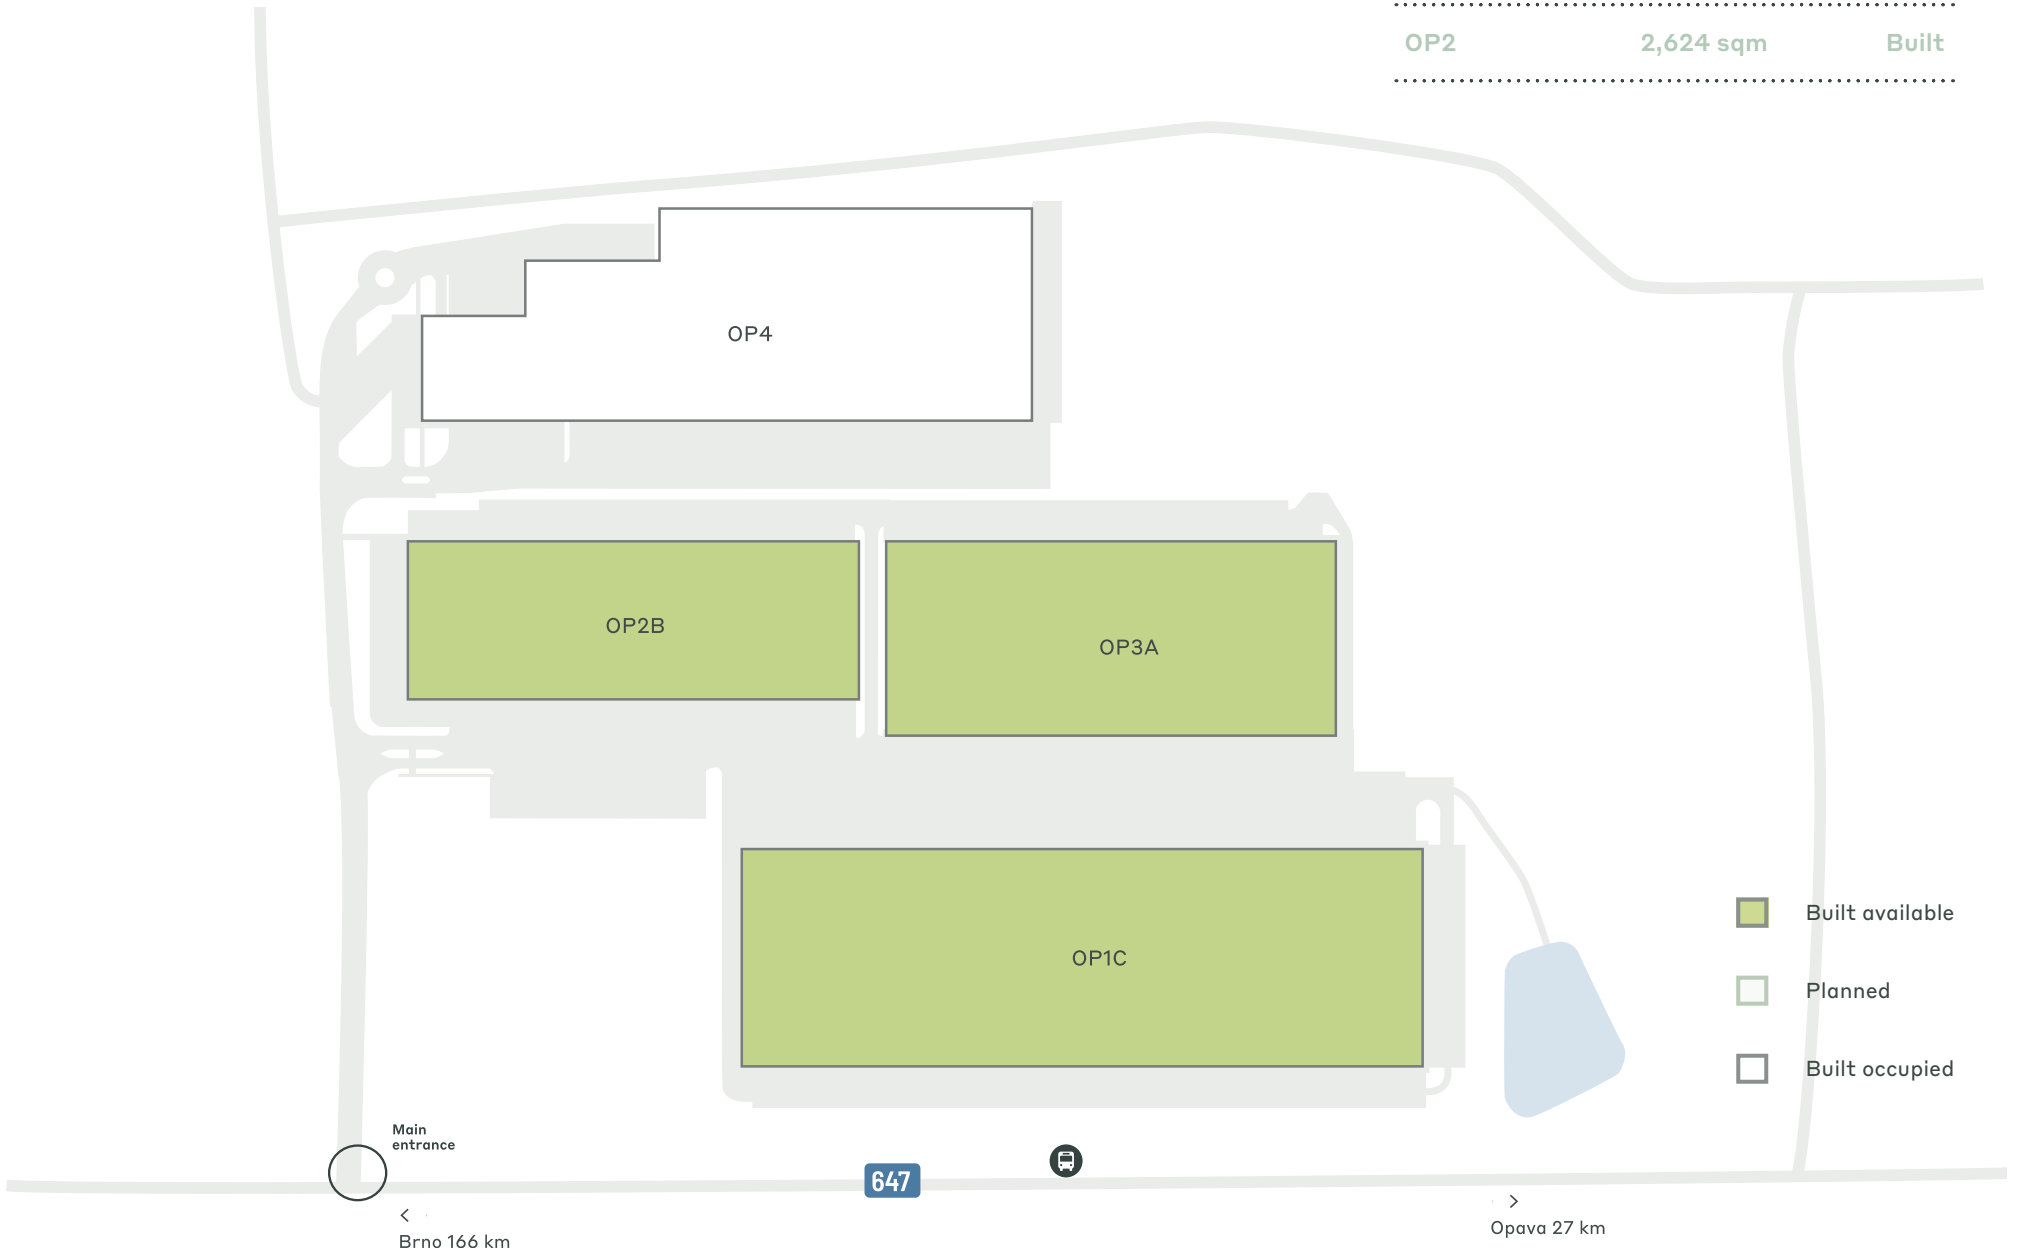 OP2 2,624 sqm Built
OP4
OP2B
OP3A
OP1C
Built available
Planned
Built occupied
Main
entrance
647
Brno 166 km
Opava 27 km